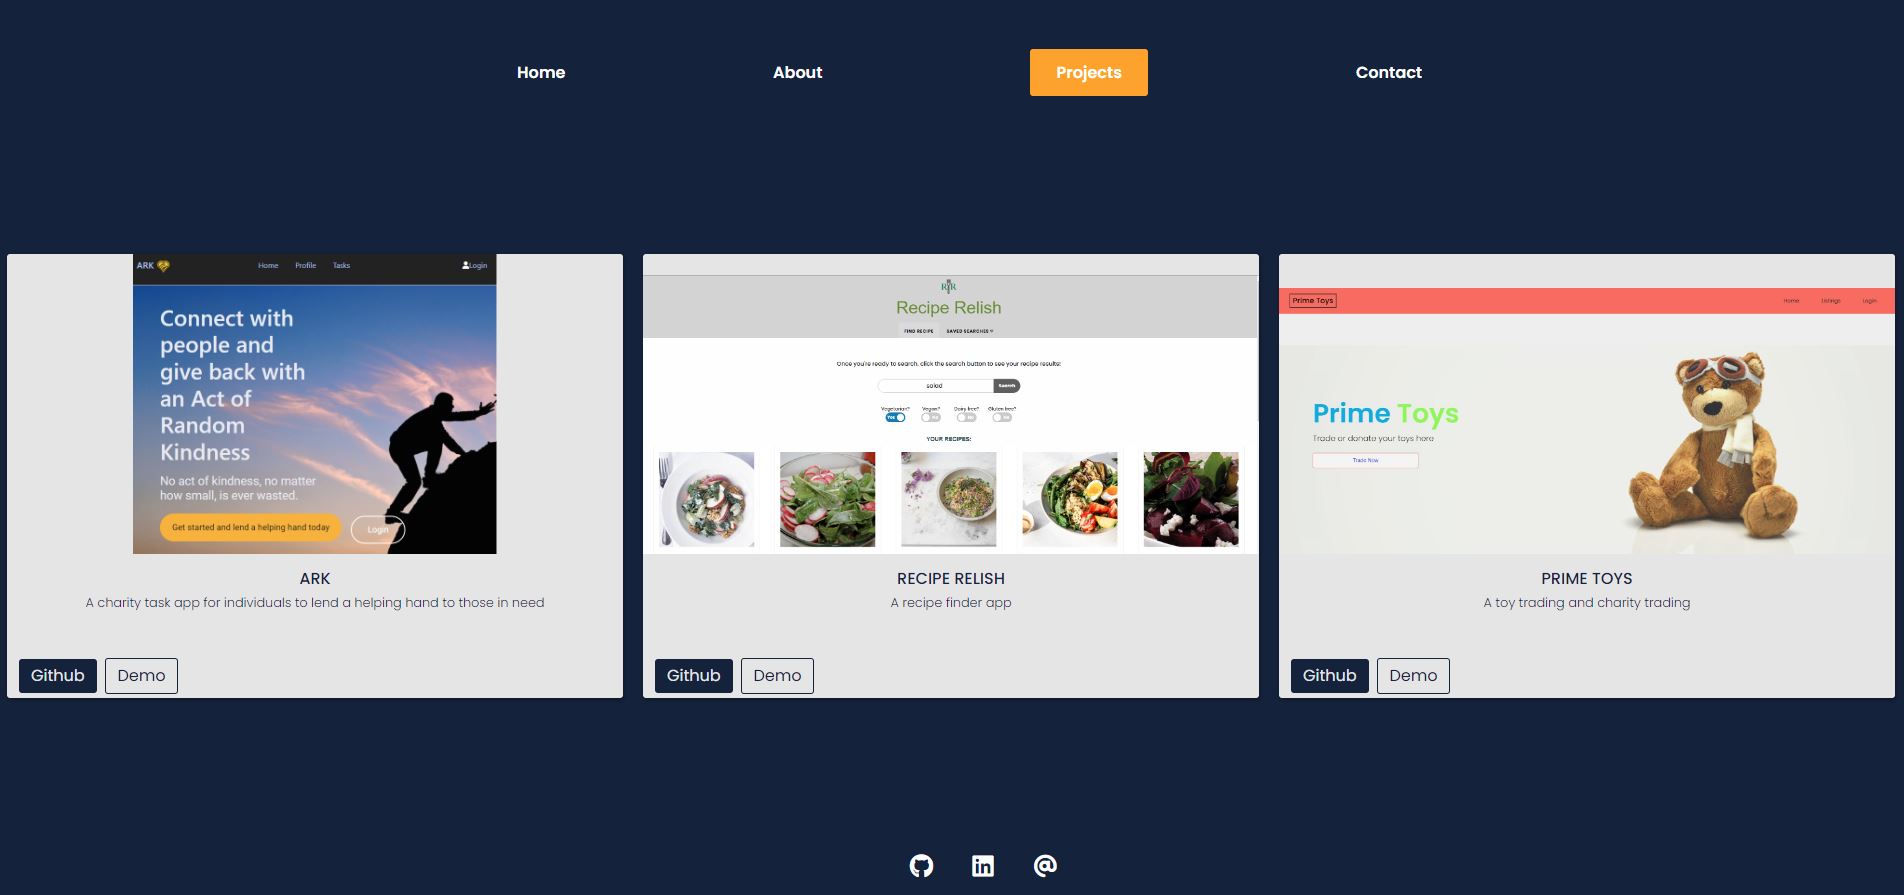 Home About Projects Contact
ARK Home Profile Tasks Login
Connect with
people and
give back with
an Act of
Random
Kindness
No act of kindness, no matter
how small, is ever wasted.
Get started and lend a helping hand today Login
ARK
A charity task app for individuals to lend a helping hand to those in need
Github Demo
Recipe Relish
FIND RECIPE SAVED SEARCHES
Once you're ready to search, click the search button to see your recipe results!
salad Search
Vegetarian? Vegan? Dairy free? Gluten free?
Yes No No No
YOUR RECIPES:
RECIPE RELISH
A recipe finder app
Github Demo
Prime Toys Home Listings Login
Prime Toys
Trade or donate your toys here
Trade Now
PRIME TOYS
A toy trading and charity trading
Github Demo